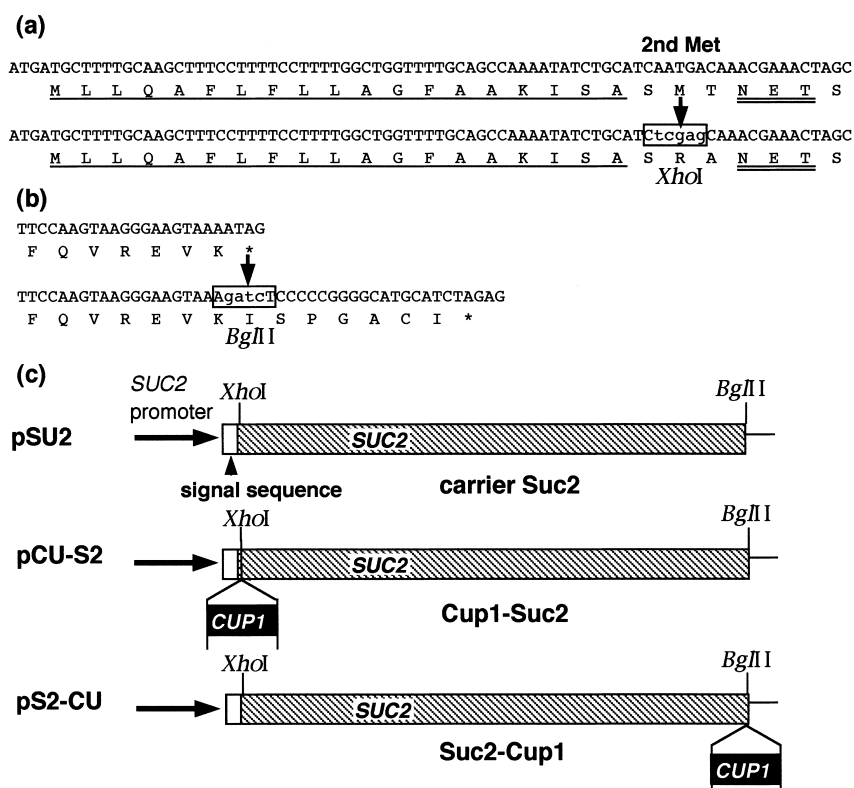 (a)
2nd Met
ATGATGCTTTTGCAAGCTTTCCTTTTCCTTTTGGCTGGTTTTGCAGCCAAAATATCTGCATCAATGACAAACGAAACTAGC
M L L Q A F L F L L A G F A A K I S A S M T N E T S
ATGATGCTTTTGCAAGCTTTCCTTTTCCTTTTGGCTGGTTTTGCAGCCAAAATATCTGCATCtcgagCAAACGAAACTAGC
M L L Q A F L F L L A G F A A K I S A S R A N E T S
XhoI
(b)
TTCCAAGTAAGGGAAGTAAAATAG
F Q V R E V K *
TTCCAAGTAAGGGAAGTAAAgatcTCCCCCGGGGCATGCATCTAGAG
F Q V R E V K I S P G A C I *
BglII
(c)
SUC2 promoter
XhoI
BglII
pSU2
SUC2
signal sequence
carrier Suc2
XhoI
BglII
pCU-S2
SUC2
CUP1
Cup1-Suc2
XhoI
BglII
pS2-CU
SUC2
Suc2-Cup1
CUP1